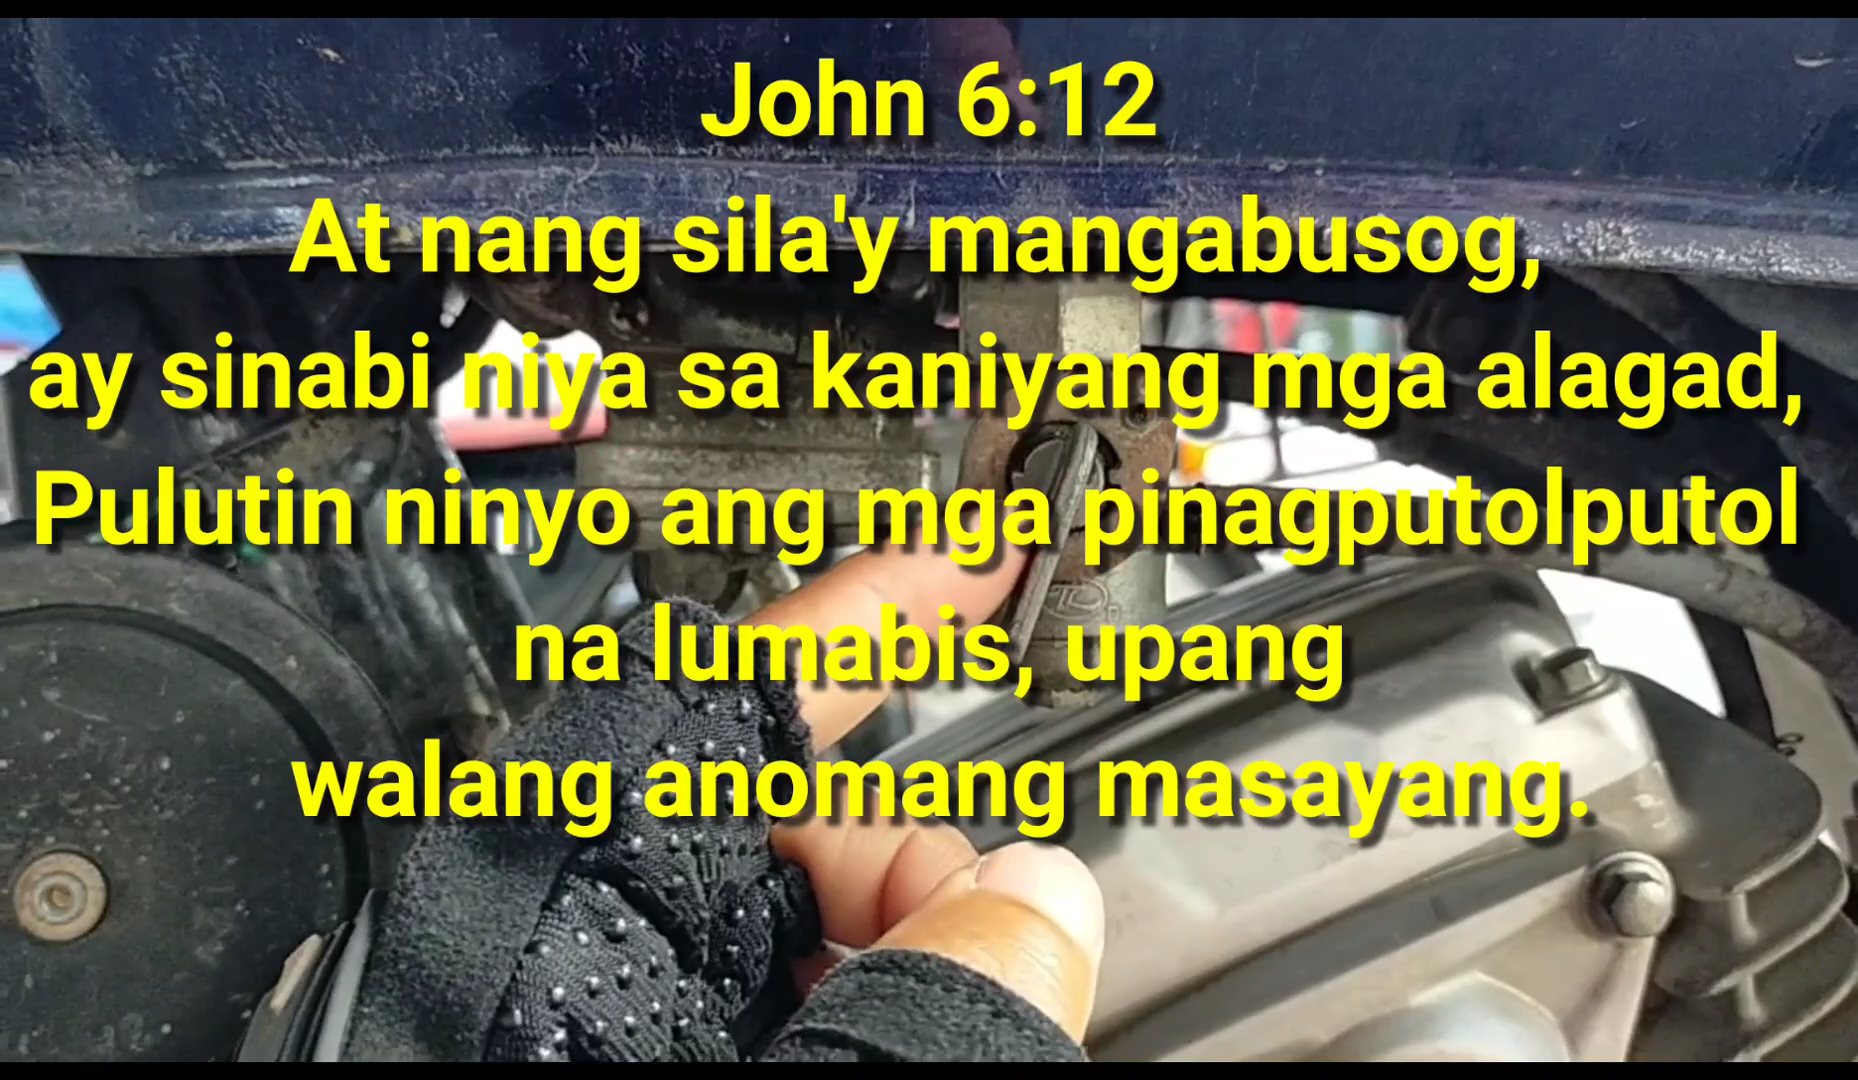 John 6:12
At nang sila'y mangabusog,
ay sinabi niya sa kaniyang mga alagad,
Pulutin ninyo ang mga pinagputolputol
na lumabis, upang
walang anomang masayang.